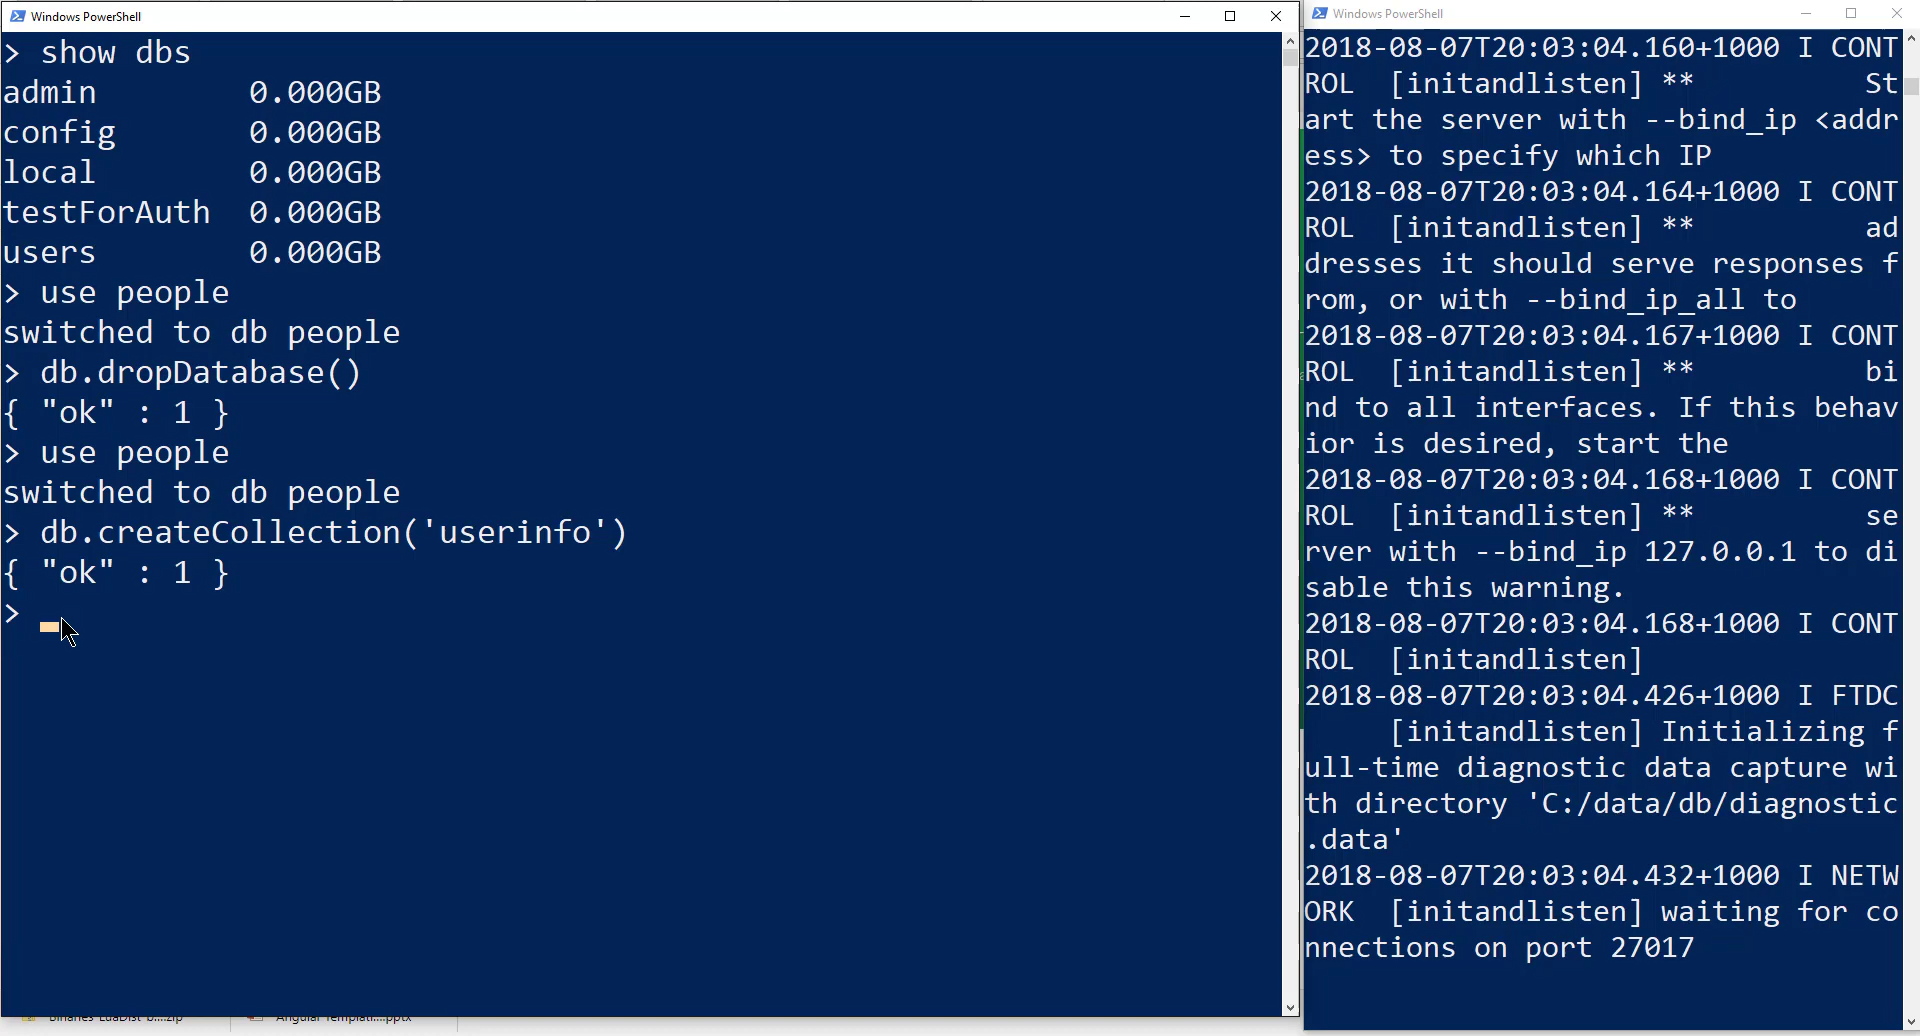 Windows PowerShell
> show dbs
admin 0.000GB
config 0.000GB
local 0.000GB
testForAuth 0.000GB
users 0.000GB
> use people
switched to db people
> db.dropDatabase()
{ "ok" : 1 }
> use people
switched to db people
> db.createCollection('userinfo')
{ "ok" : 1 }
>
Windows PowerShell
2018-08-07T20:03:04.160+1000 I CONT
ROL [initandlisten] ** St
art the server with --bind_ip <addr
ess> to specify which IP
2018-08-07T20:03:04.164+1000 I CONT
ROL [initandlisten] ** ad
dresses it should serve responses f
rom, or with --bind_ip_all to
2018-08-07T20:03:04.167+1000 I CONT
ROL [initandlisten] ** bi
nd to all interfaces. If this behav
ior is desired, start the
2018-08-07T20:03:04.168+1000 I CONT
ROL [initandlisten] ** se
rver with --bind_ip 127.0.0.1 to di
sable this warning.
2018-08-07T20:03:04.168+1000 I CONT
ROL [initandlisten]
2018-08-07T20:03:04.426+1000 I FTDC
[initandlisten] Initializing f
ull-time diagnostic data capture wi
th directory 'C:/data/db/diagnostic
.data'
2018-08-07T20:03:04.432+1000 I NETW
ORK [initandlisten] waiting for co
nnections on port 27017